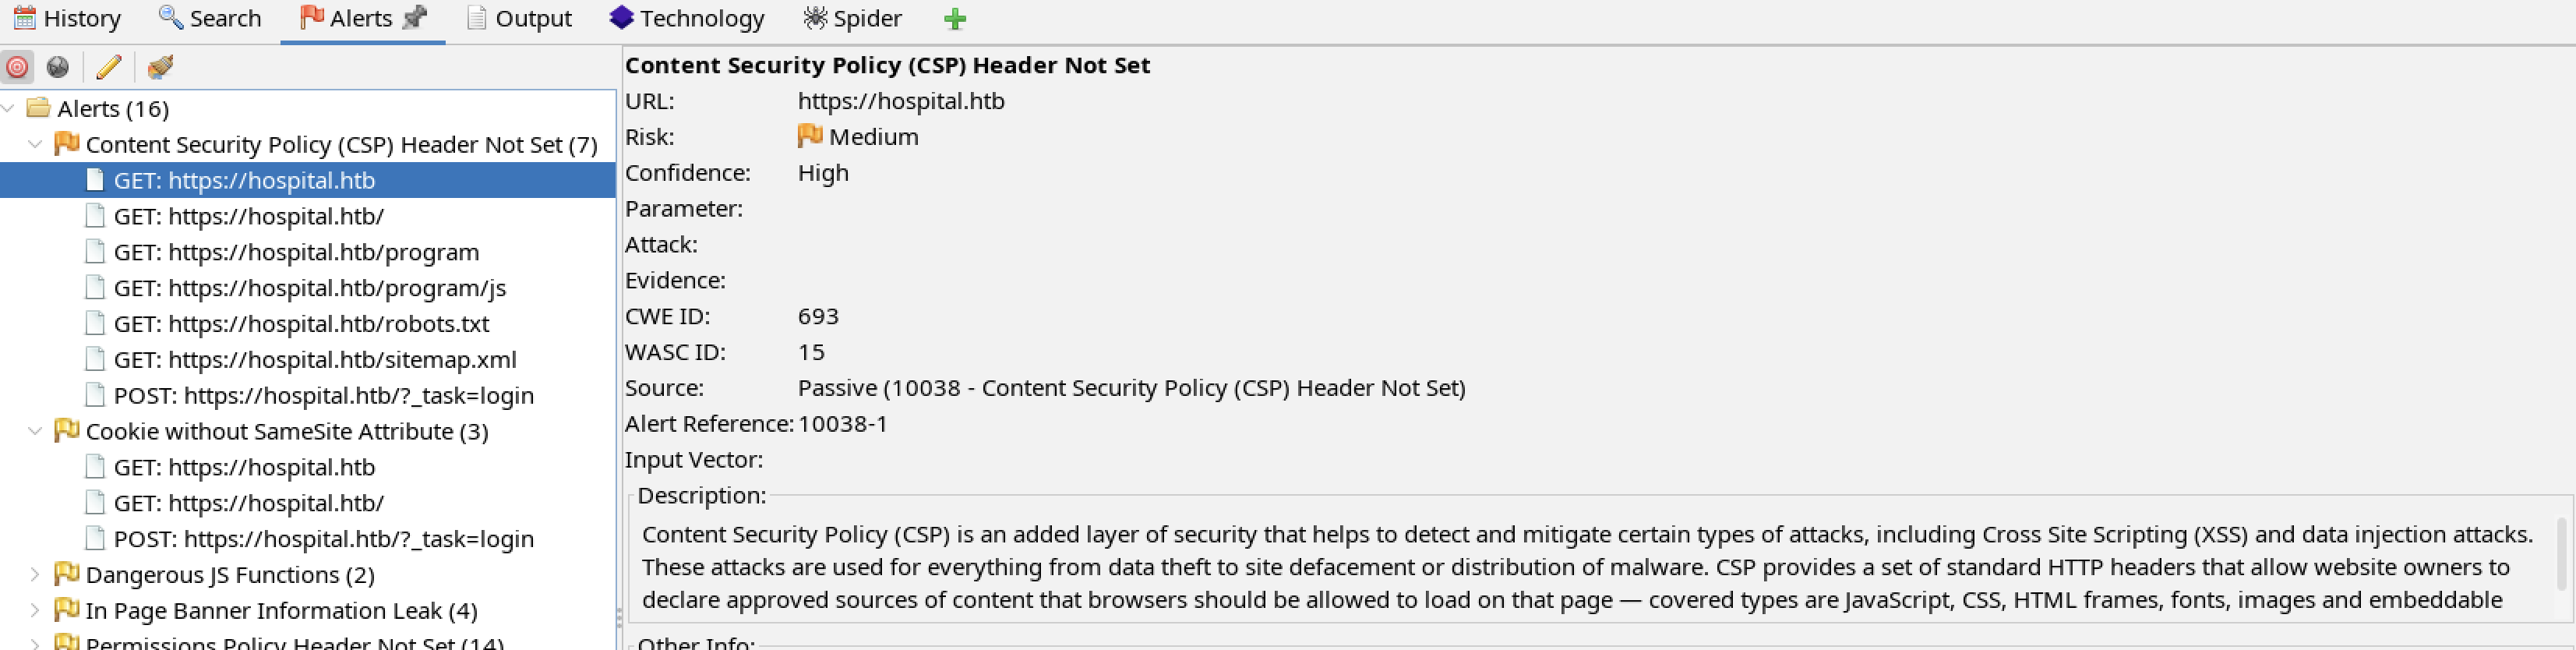 History Search Alerts Output Technology Spider
Alerts (16)
Content Security Policy (CSP) Header Not Set (7)
GET: https://hospital.htb
GET: https://hospital.htb/
GET: https://hospital.htb/program
GET: https://hospital.htb/program/js
GET: https://hospital.htb/robots.txt
GET: https://hospital.htb/sitemap.xml
POST: https://hospital.htb/?_task=login
Cookie without SameSite Attribute (3)
GET: https://hospital.htb
GET: https://hospital.htb/
POST: https://hospital.htb/?_task=login
Dangerous JS Functions (2)
In Page Banner Information Leak (4)
Permissions Policy Header Not Set (14)
Content Security Policy (CSP) Header Not Set
URL: https://hospital.htb
Risk: Medium
Confidence: High
Parameter:
Attack:
Evidence:
CWE ID: 693
WASC ID: 15
Source: Passive (10038 - Content Security Policy (CSP) Header Not Set)
Alert Reference: 10038-1
Input Vector:
Description:
Content Security Policy (CSP) is an added layer of security that helps to detect and mitigate certain types of attacks, including Cross Site Scripting (XSS) and data injection attacks.
These attacks are used for everything from data theft to site defacement or distribution of malware. CSP provides a set of standard HTTP headers that allow website owners to
declare approved sources of content that browsers should be allowed to load on that page — covered types are JavaScript, CSS, HTML frames, fonts, images and embeddable
Other Info: